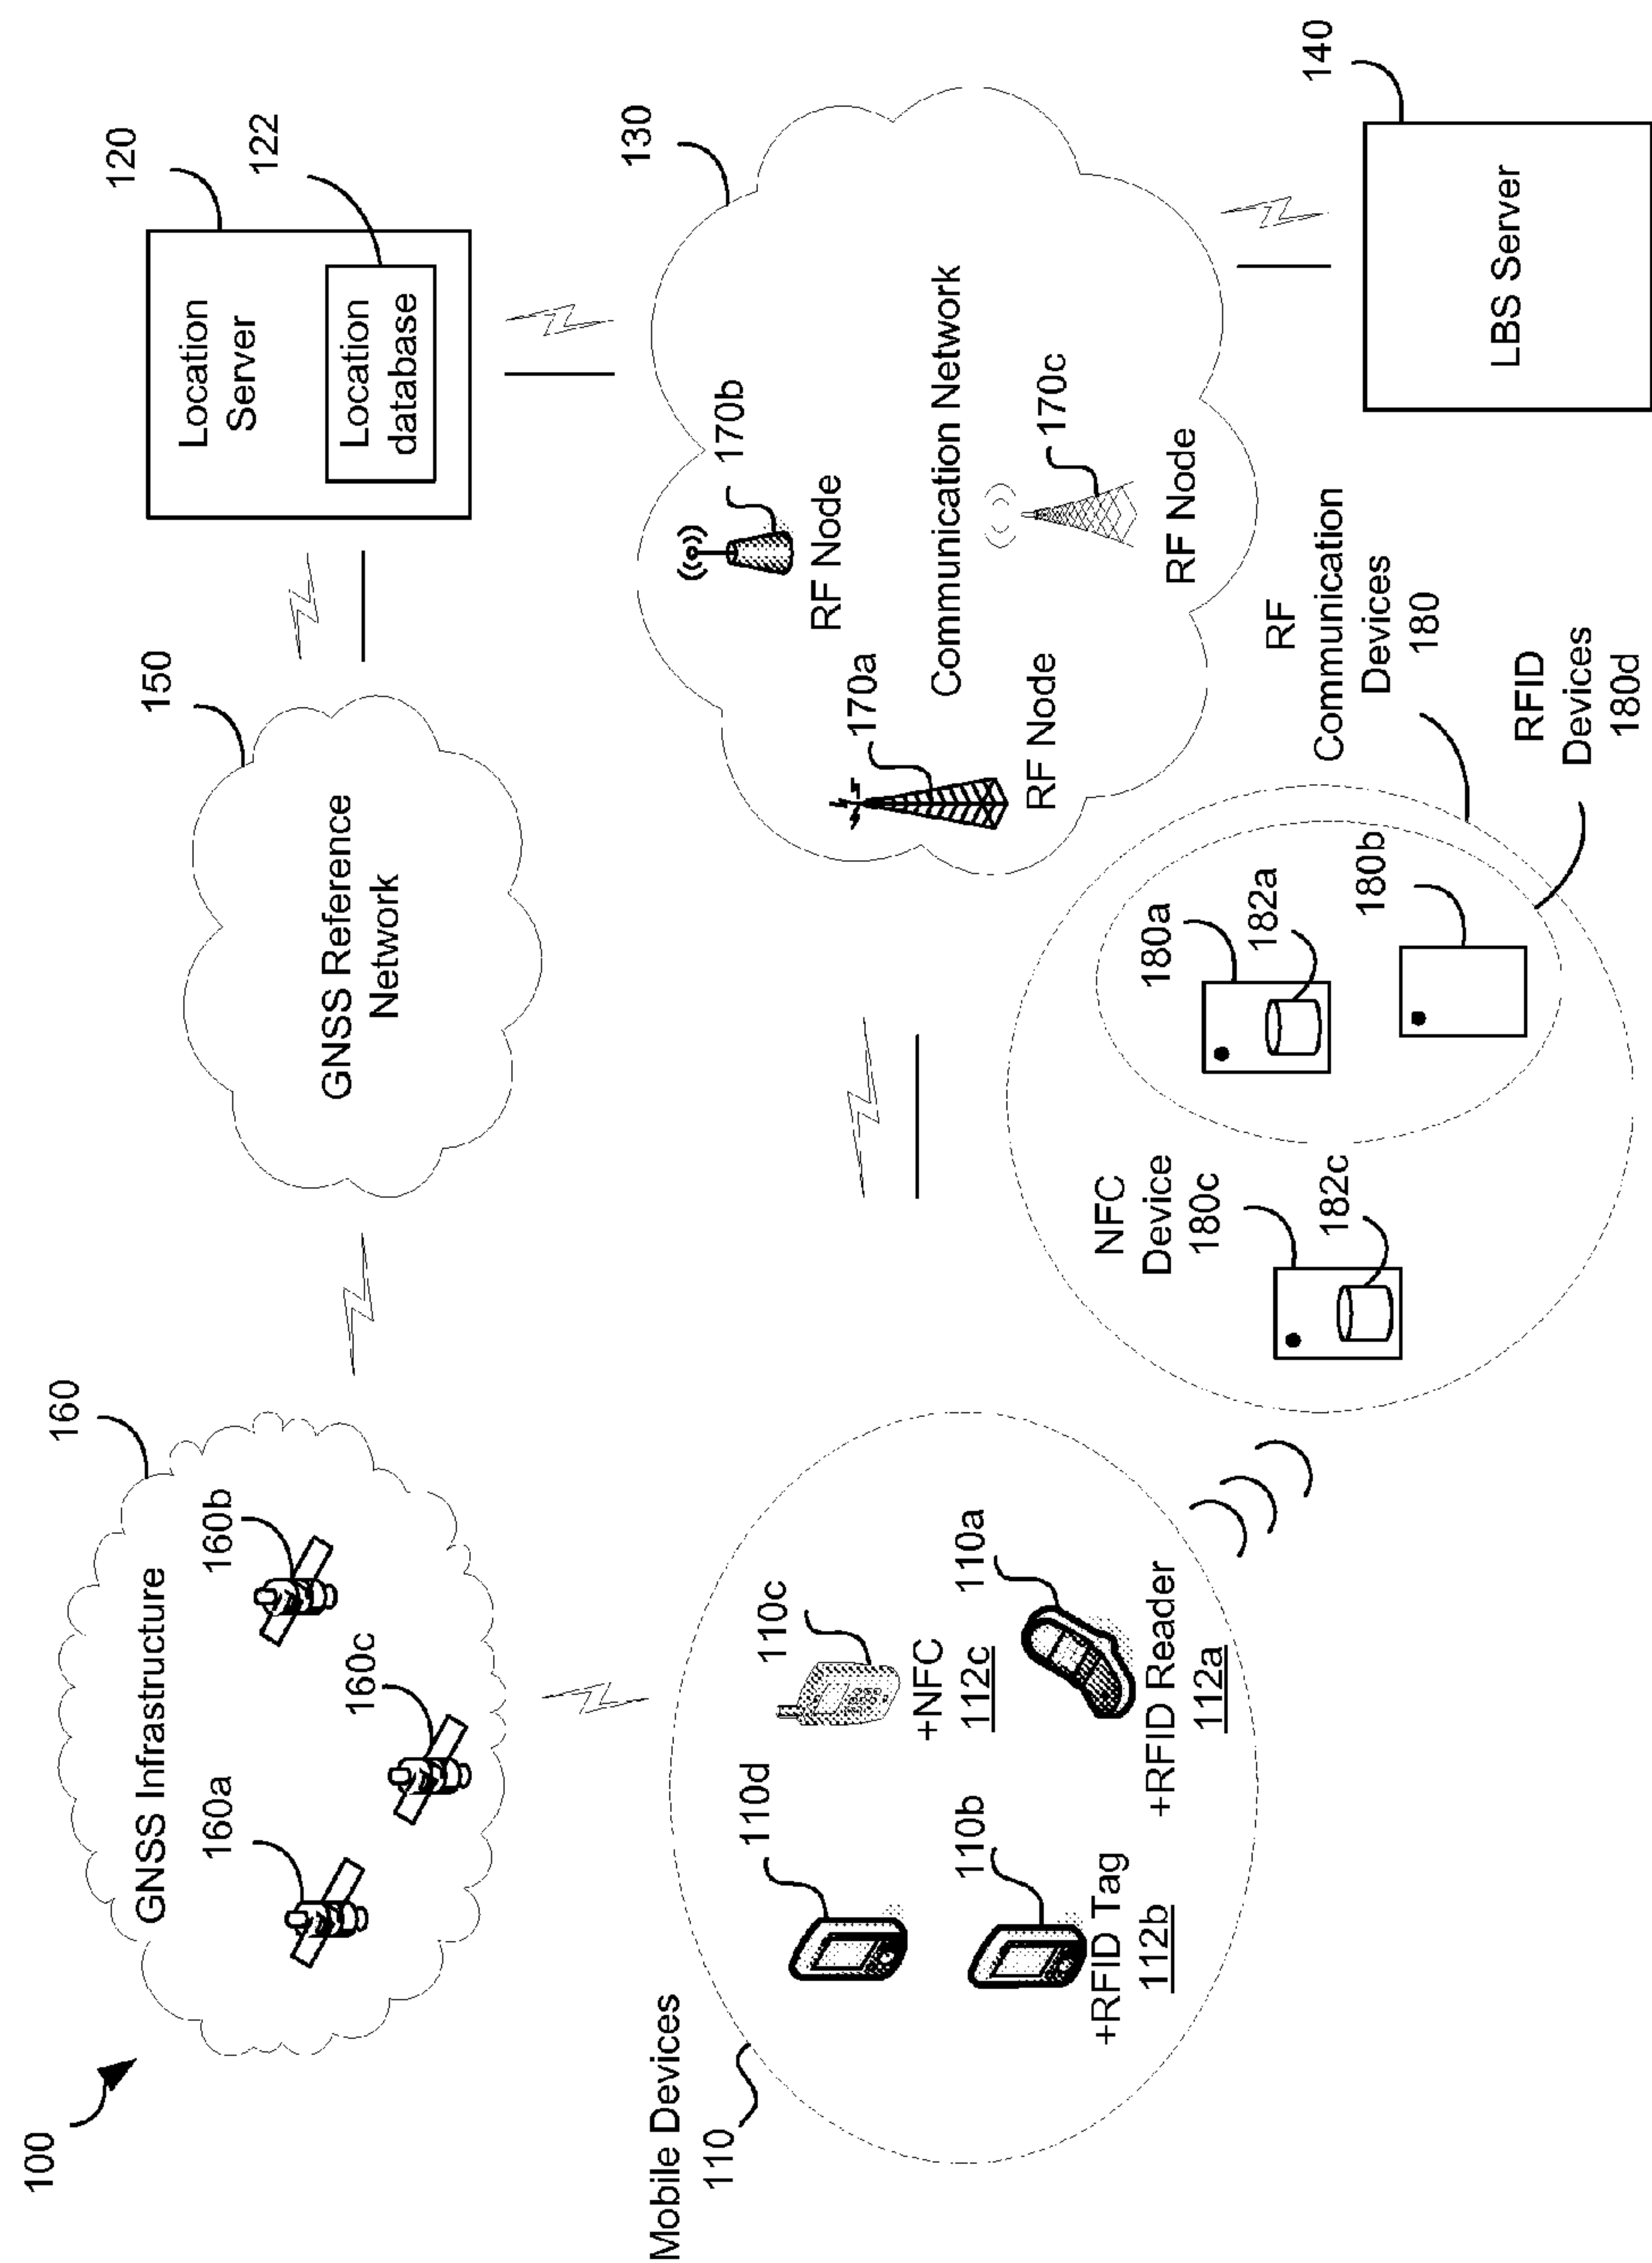 100
GNSS Infrastructure
160
160a
160b
160c
150
GNSS Reference
Network
120
122
Location
Server
Location
database
Mobile Devices
110
110d
110c
+NFC
112c
110b
+RFID Tag
112b
110a
+RFID Reader
112a
130
170b
RF Node
170a
RF Node
Communication Network
170c
RF Node
NFC
Device
180c
182c
180a
182a
180b
RF
Communication
Devices
180
RFID
Devices
180d
140
LBS Server